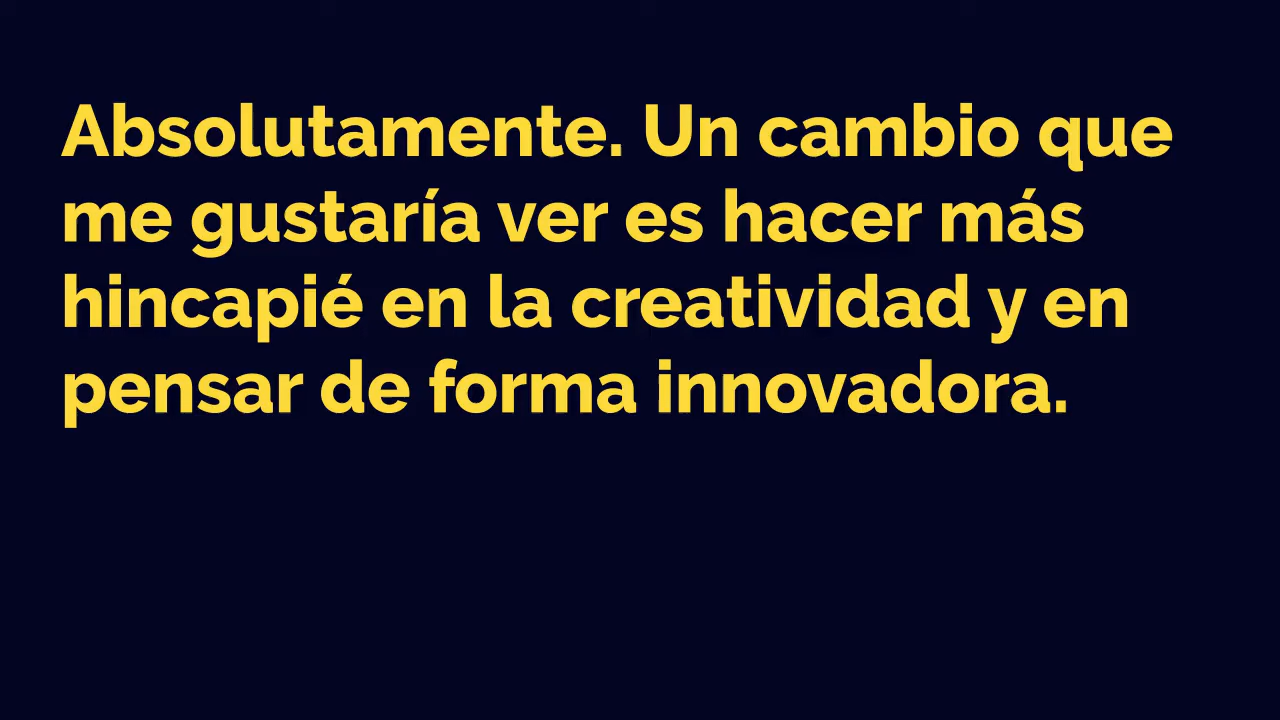 Absolutamente. Un cambio que
me gustaría ver es hacer más
hincapié en la creatividad y en
pensar de forma innovadora.